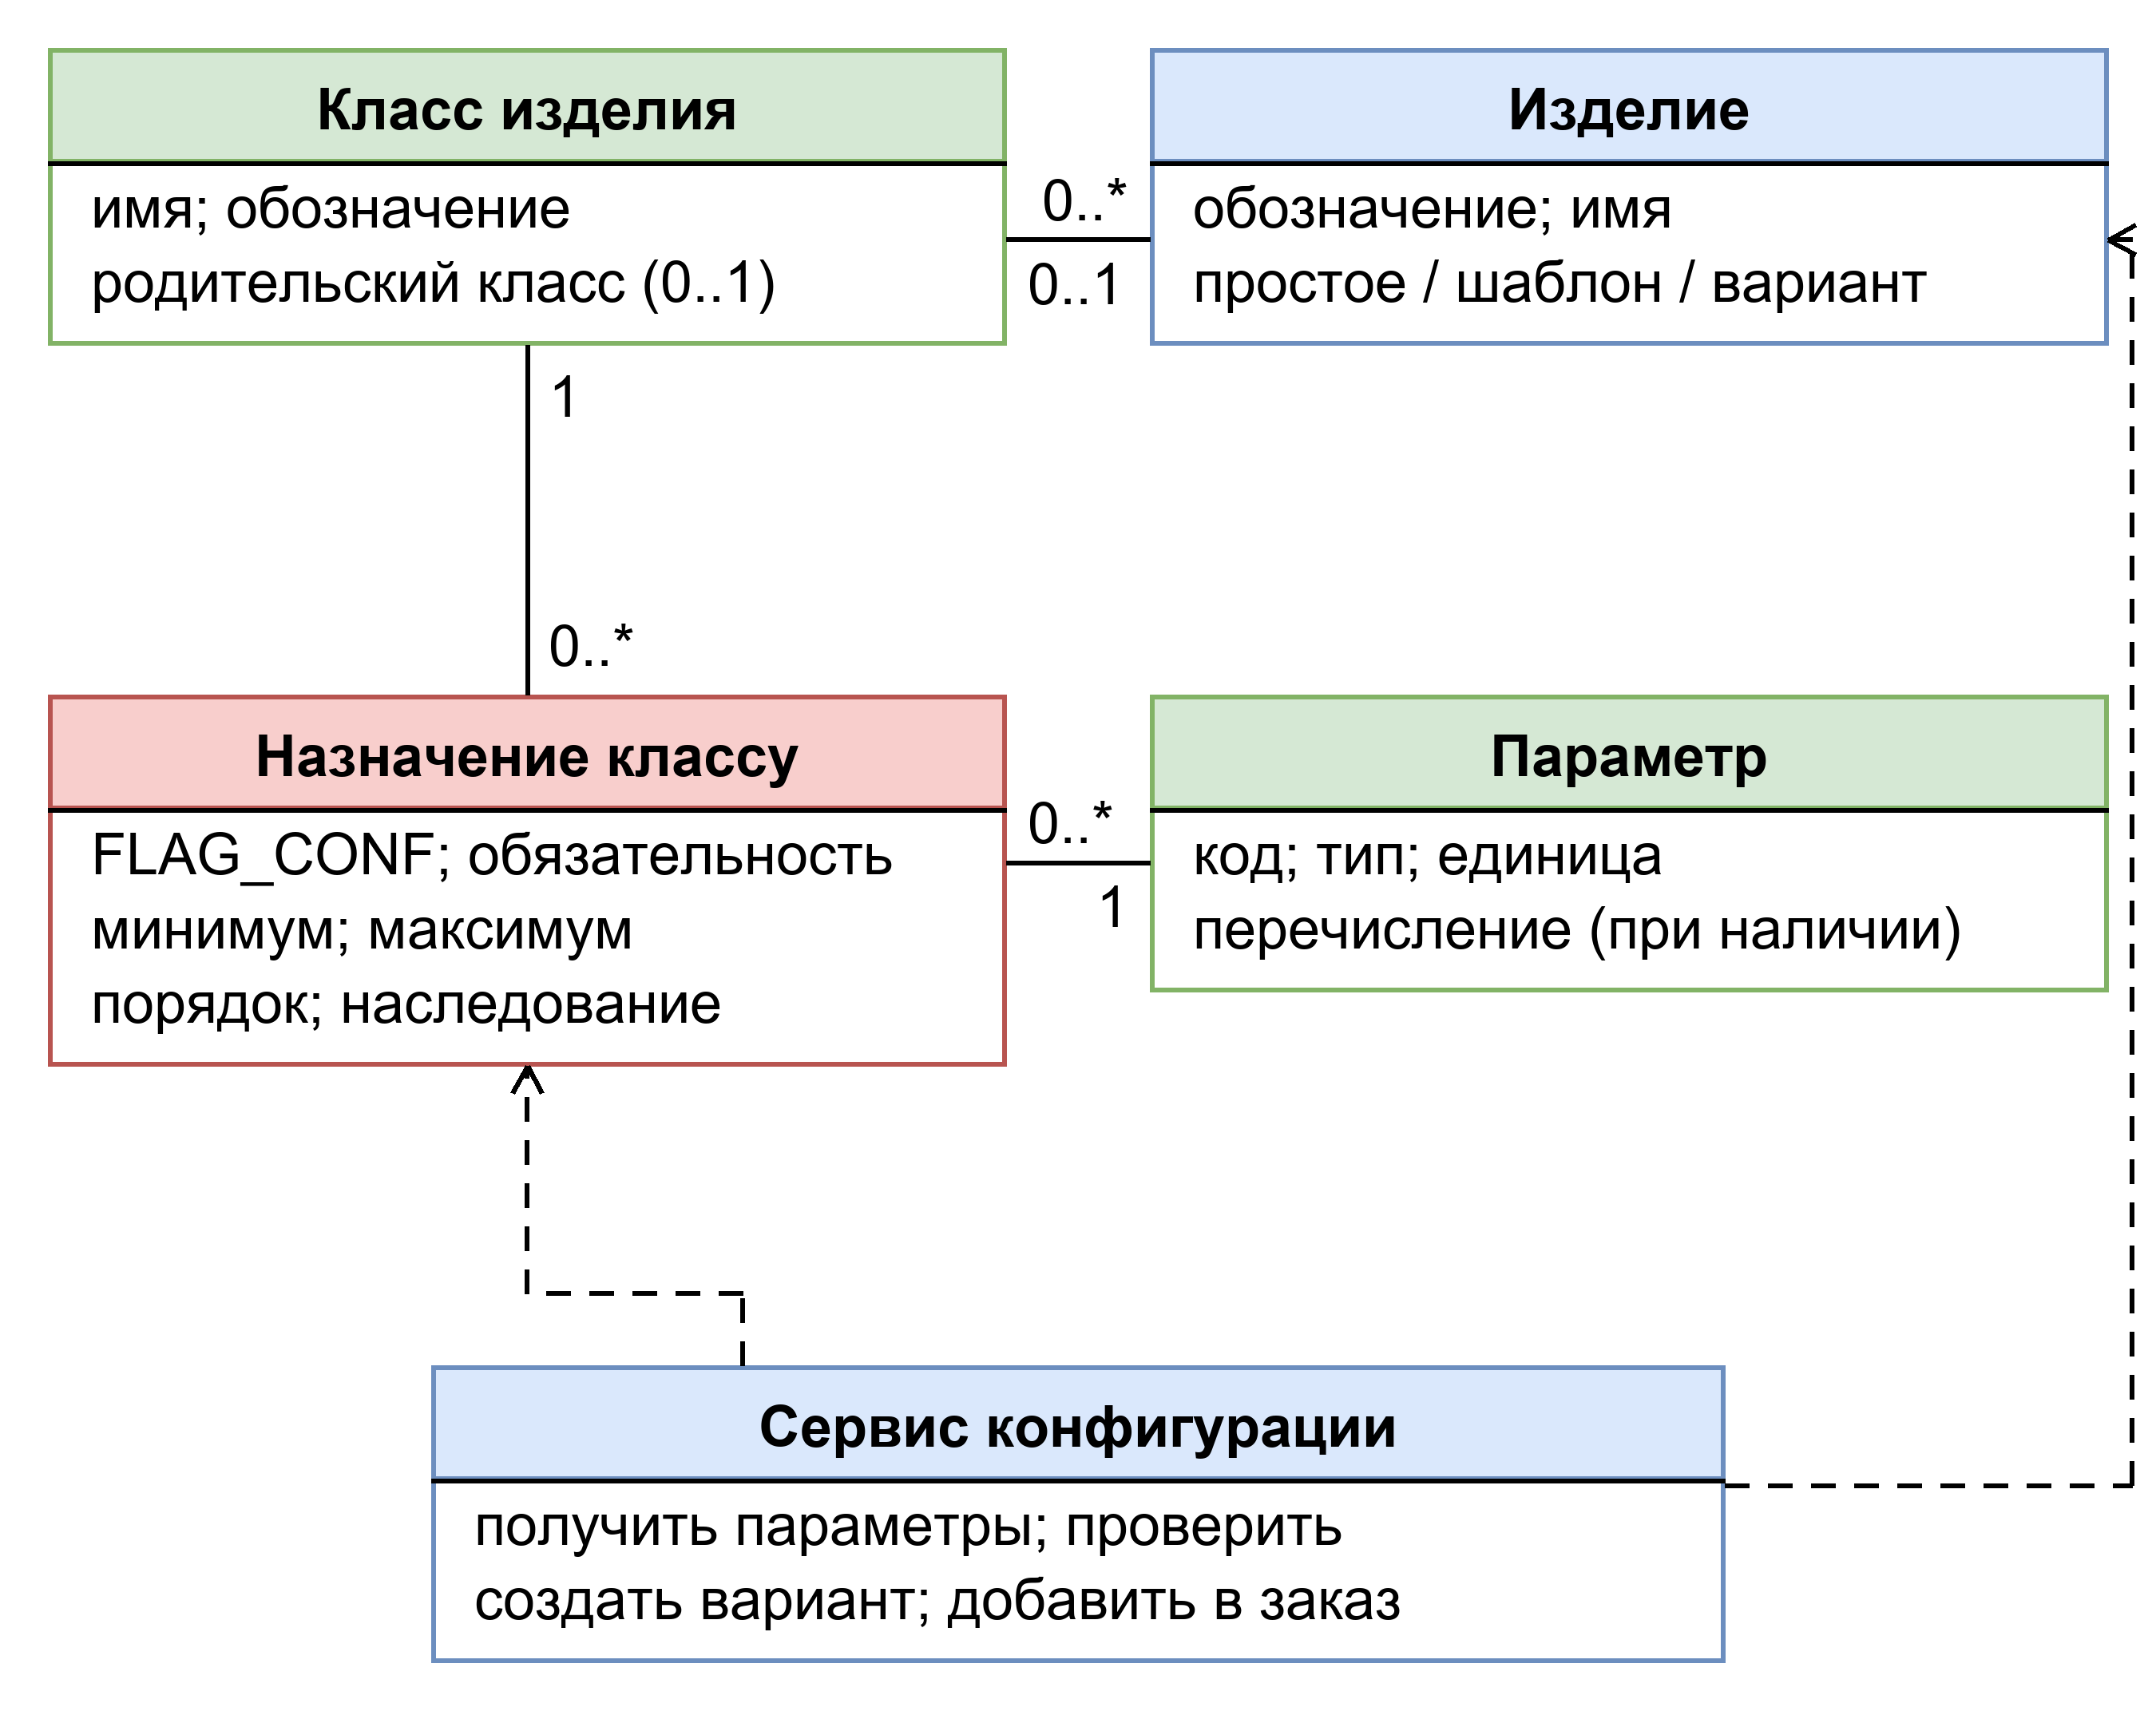 Класс изделия
имя; обозначение
родительский класс (0..1)
0..*
0..1
Изделие
обозначение; имя
простое / шаблон / вариант
1
0..*
Назначение классу
FLAG_CONF; обязательность
минимум; максимум
порядок; наследование
0..*
1
Параметр
код; тип; единица
перечисление (при наличии)
Сервис конфигурации
получить параметры; проверить
создать вариант; добавить в заказ